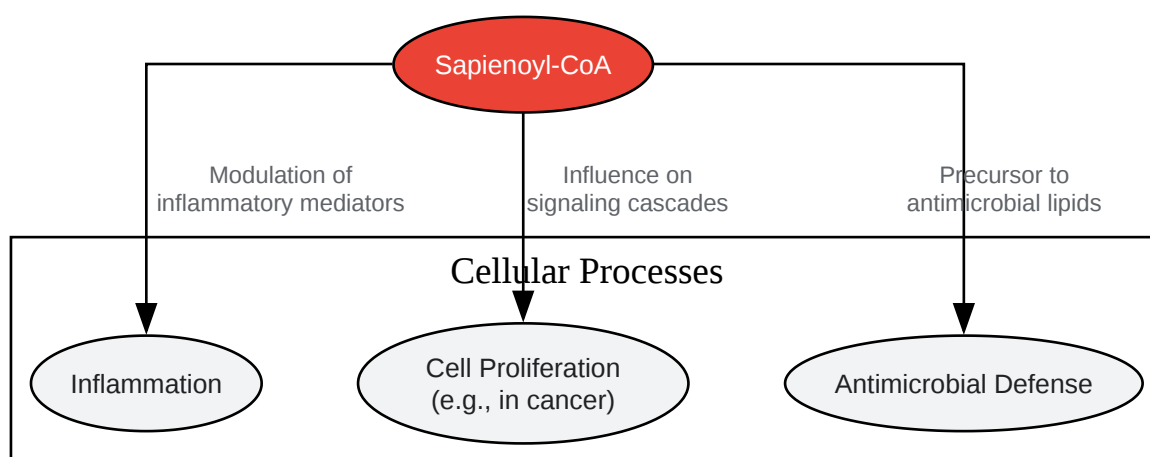 Sapienoyl-CoA
Modulation of
inflammatory mediators
Influence on
signaling cascades
Precursor to
antimicrobial lipids
Cellular Processes
Inflammation
Cell Proliferation
(e.g., in cancer)
Antimicrobial Defense